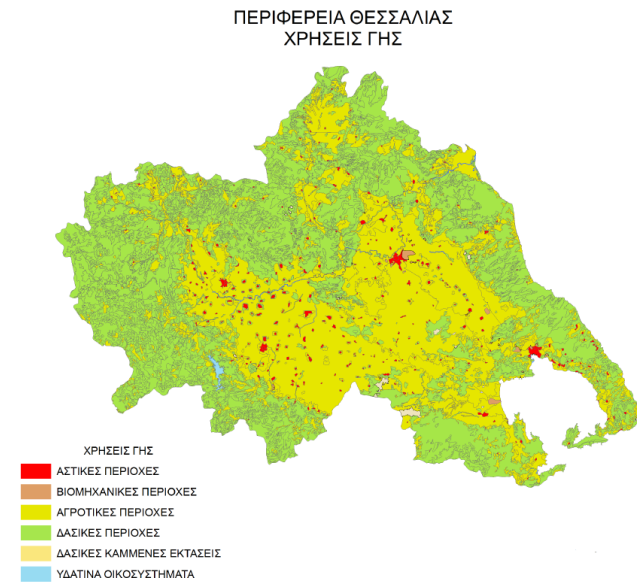 ΠΕΡΙΦΕΡΕΙΑ ΘΕΣΣΑΛΙΑΣ
ΧΡΗΣΕΙΣ ΓΗΣ
ΧΡΗΣΕΙΣ ΓΗΣ
ΑΣΤΙΚΕΣ ΠΕΡΙΟΧΕΣ
ΒΙΟΜΗΧΑΝΙΚΕΣ ΠΕΡΙΟΧΕΣ
ΑΓΡΟΤΙΚΕΣ ΠΕΡΙΟΧΕΣ
ΔΑΣΙΚΕΣ ΠΕΡΙΟΧΕΣ
ΔΑΣΙΚΕΣ ΚΑΜΜΕΝΕΣ ΕΚΤΑΣΕΙΣ
ΥΔΑΤΙΝΑ ΟΙΚΟΣΥΣΤΗΜΑΤΑ